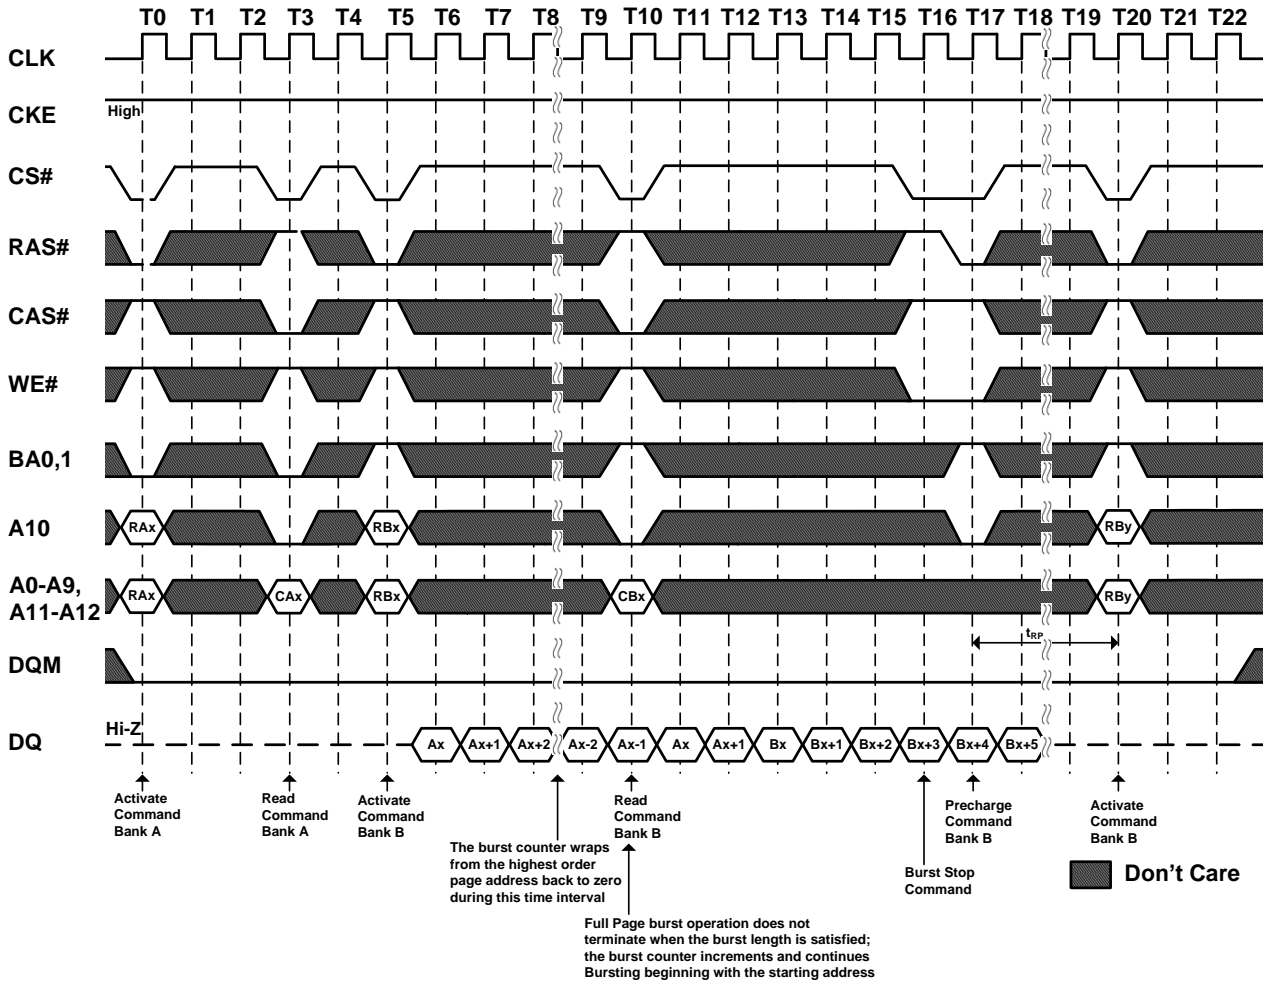 T0 T1 T2 T3 T4 T5 T6 T7 T8 T9 T10 T11 T12 T13 T14 T15 T16 T17 T18 T19 T20 T21 T22
CLK
CKE High
CS#
RAS#
CAS#
WE#
BA0,1
A10 RAx RBx RBy
A0-A9,
A11-A12 RAx CAx RBx CBx RBy
tRP
DQM
DQ Hi-Z Ax Ax+1 Ax+2 Ax-2 Ax-1 Ax Ax+1 Bx Bx+1 Bx+2 Bx+3 Bx+4 Bx+5
Activate
Command
Bank A
Read
Command
Bank A
Activate
Command
Bank B
The burst counter wraps
from the highest order
page address back to zero
during this time interval
Read
Command
Bank B
Full Page burst operation does not
terminate when the burst length is satisfied;
the burst counter increments and continues
Bursting beginning with the starting address
Burst Stop
Command
Precharge
Command
Bank B
Activate
Command
Bank B
Don't Care